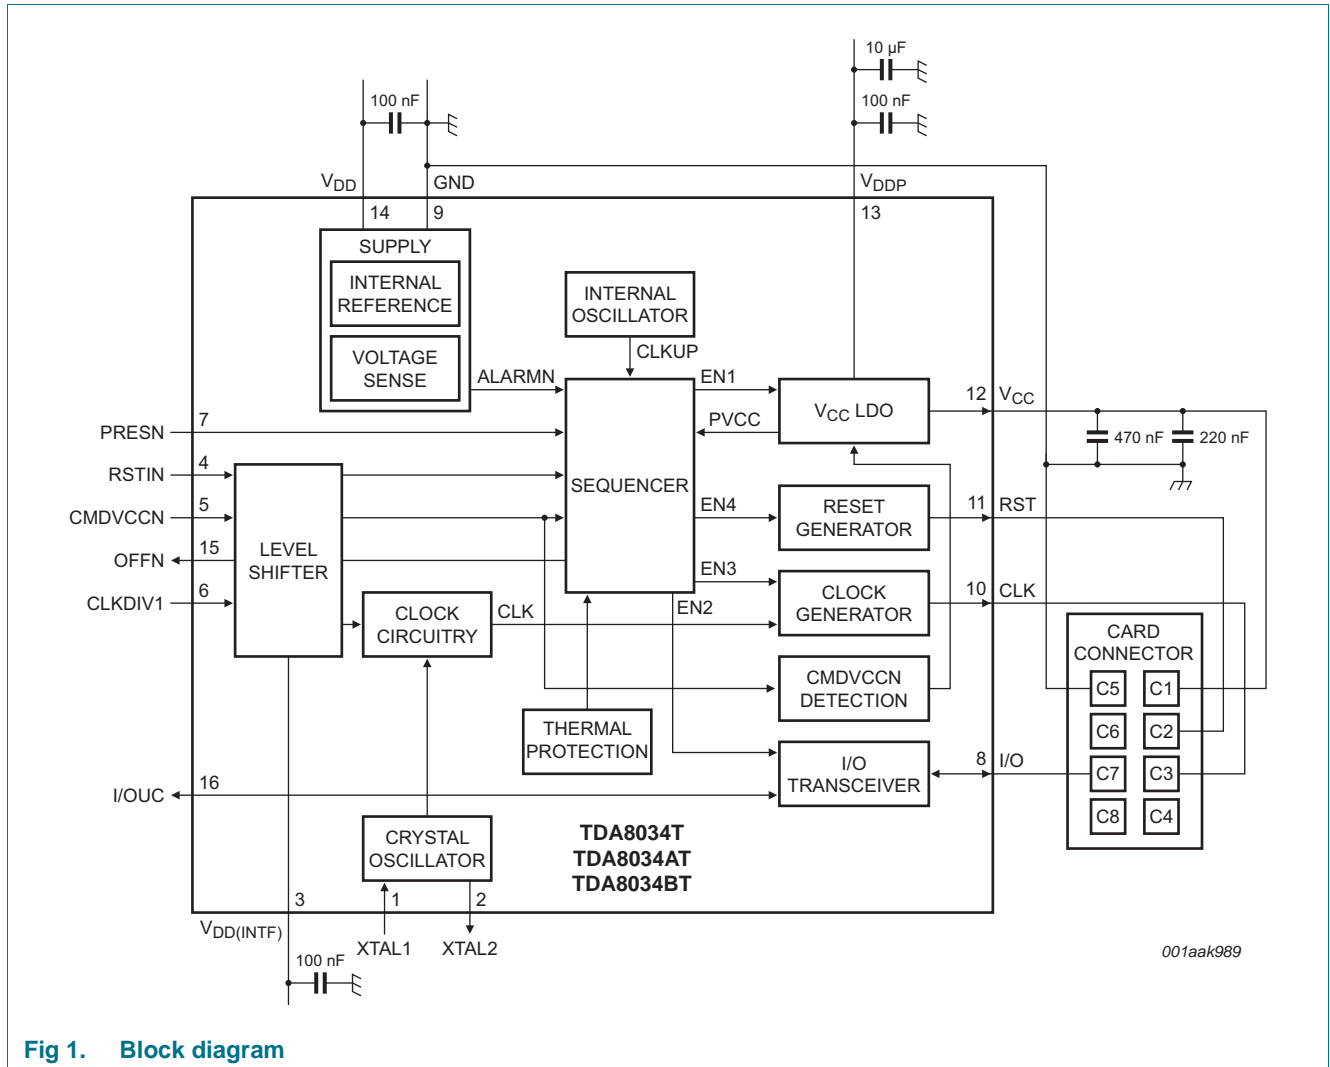 10 µF
100 nF
100 nF
VDD
GND
VDDP
14
9
13
SUPPLY
INTERNAL
REFERENCE
VOLTAGE
SENSE
INTERNAL
OSCILLATOR
CLKUP
ALARMN
EN1
PVCC
VCC LDO
12
VCC
470 nF
220 nF
PRESN
7
RSTIN
4
CMDVCCN
5
OFFN
15
CLKDIV1
6
LEVEL
SHIFTER
SEQUENCER
EN4
RESET
GENERATOR
11
RST
EN3
EN2
CLOCK
GENERATOR
10
CLK
CLOCK
CIRCUITRY
CLK
CMDVCCN
DETECTION
THERMAL
PROTECTION
I/O
TRANSCEIVER
8
I/O
CARD
CONNECTOR
C5
C1
C6
C2
C7
C3
C8
C4
I/OUC
16
CRYSTAL
OSCILLATOR
TDA8034T
TDA8034AT
TDA8034BT
3
1
2
VDD(INTF)
XTAL1
XTAL2
100 nF
001aak989
Fig 1. Block diagram